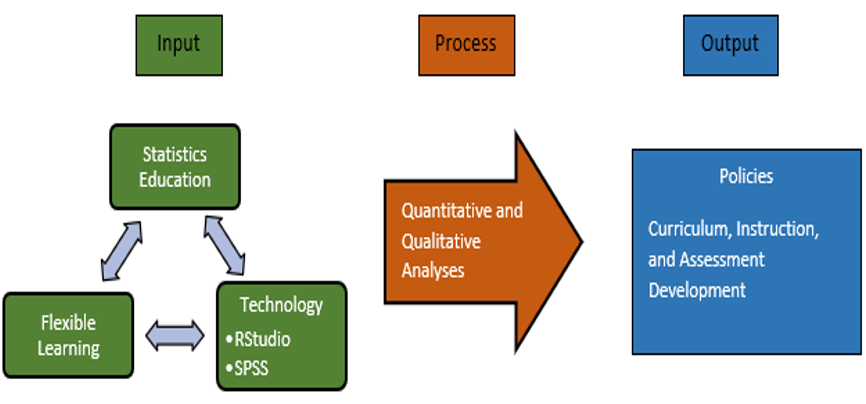 Input
Process
Output
Statistics
Education
Flexible
Learning
Technology
•RStudio
•SPSS
Quantitative and
Qualitative
Analyses
Policies
Curriculum, Instruction,
and Assessment
Development